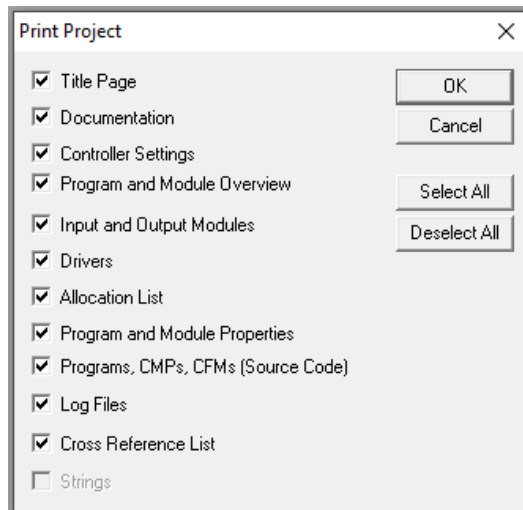 Print Project
Title Page
Documentation
Controller Settings
Program and Module Overview
Input and Output Modules
Drivers
Allocation List
Program and Module Properties
Programs, CMPs, CFMs (Source Code)
Log Files
Cross Reference List
Strings
OK
Cancel
Select All
Deselect All